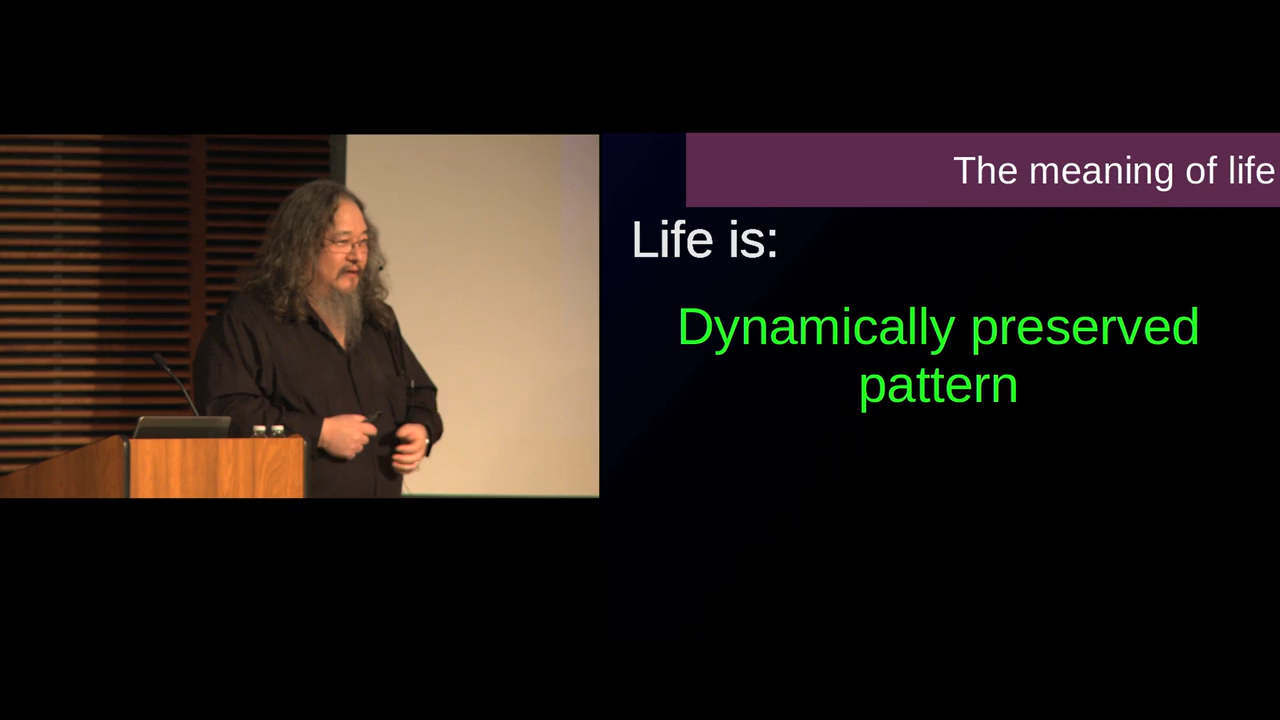 The meaning of life
Life is:
Dynamically preserved
pattern